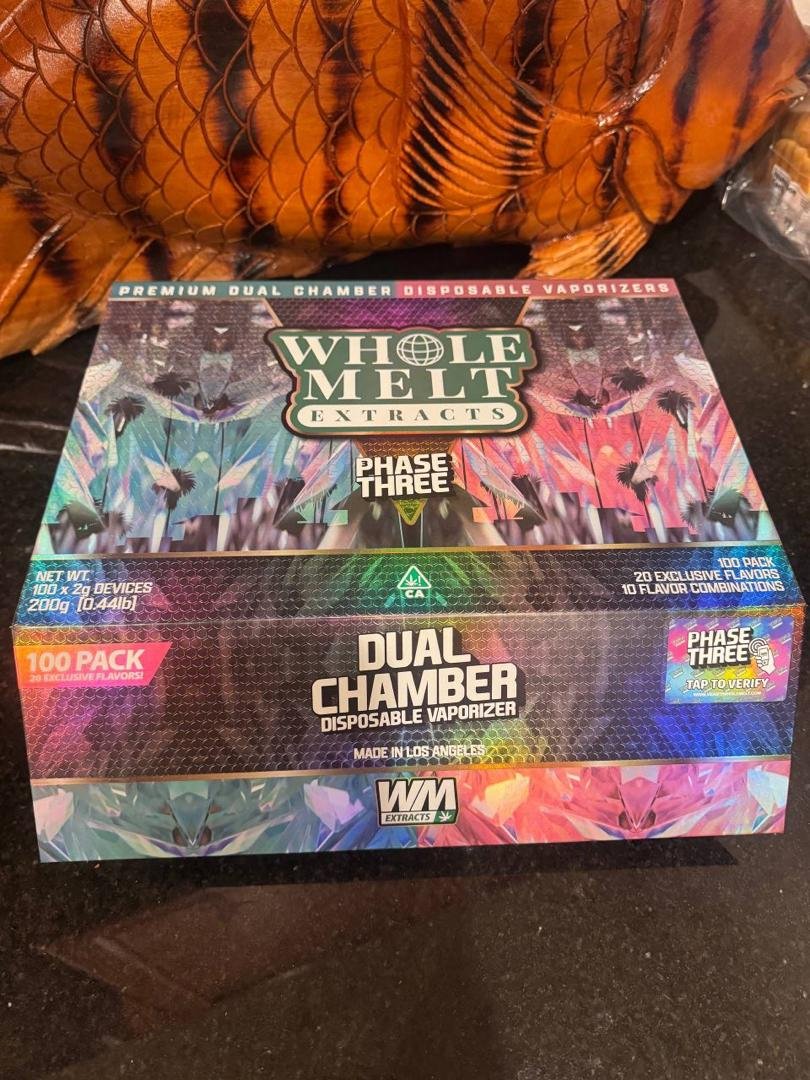 PREMIUM DUAL CHAMBER DISPOSABLE VAPORIZERS
WHOLE
MELT
EXTRACTS
PHASE
THREE
NET WT.
100 x 2g DEVICES
200g [0.44lb]
CA
100 PACK
20 EXCLUSIVE FLAVORS
10 FLAVOR COMBINATIONS
100 PACK
20 EXCLUSIVE FLAVORS!
DUAL
CHAMBER
DISPOSABLE VAPORIZER
MADE IN LOS ANGELES
PHASE
THREE
TAP TO VERIFY
WM
EXTRACTS